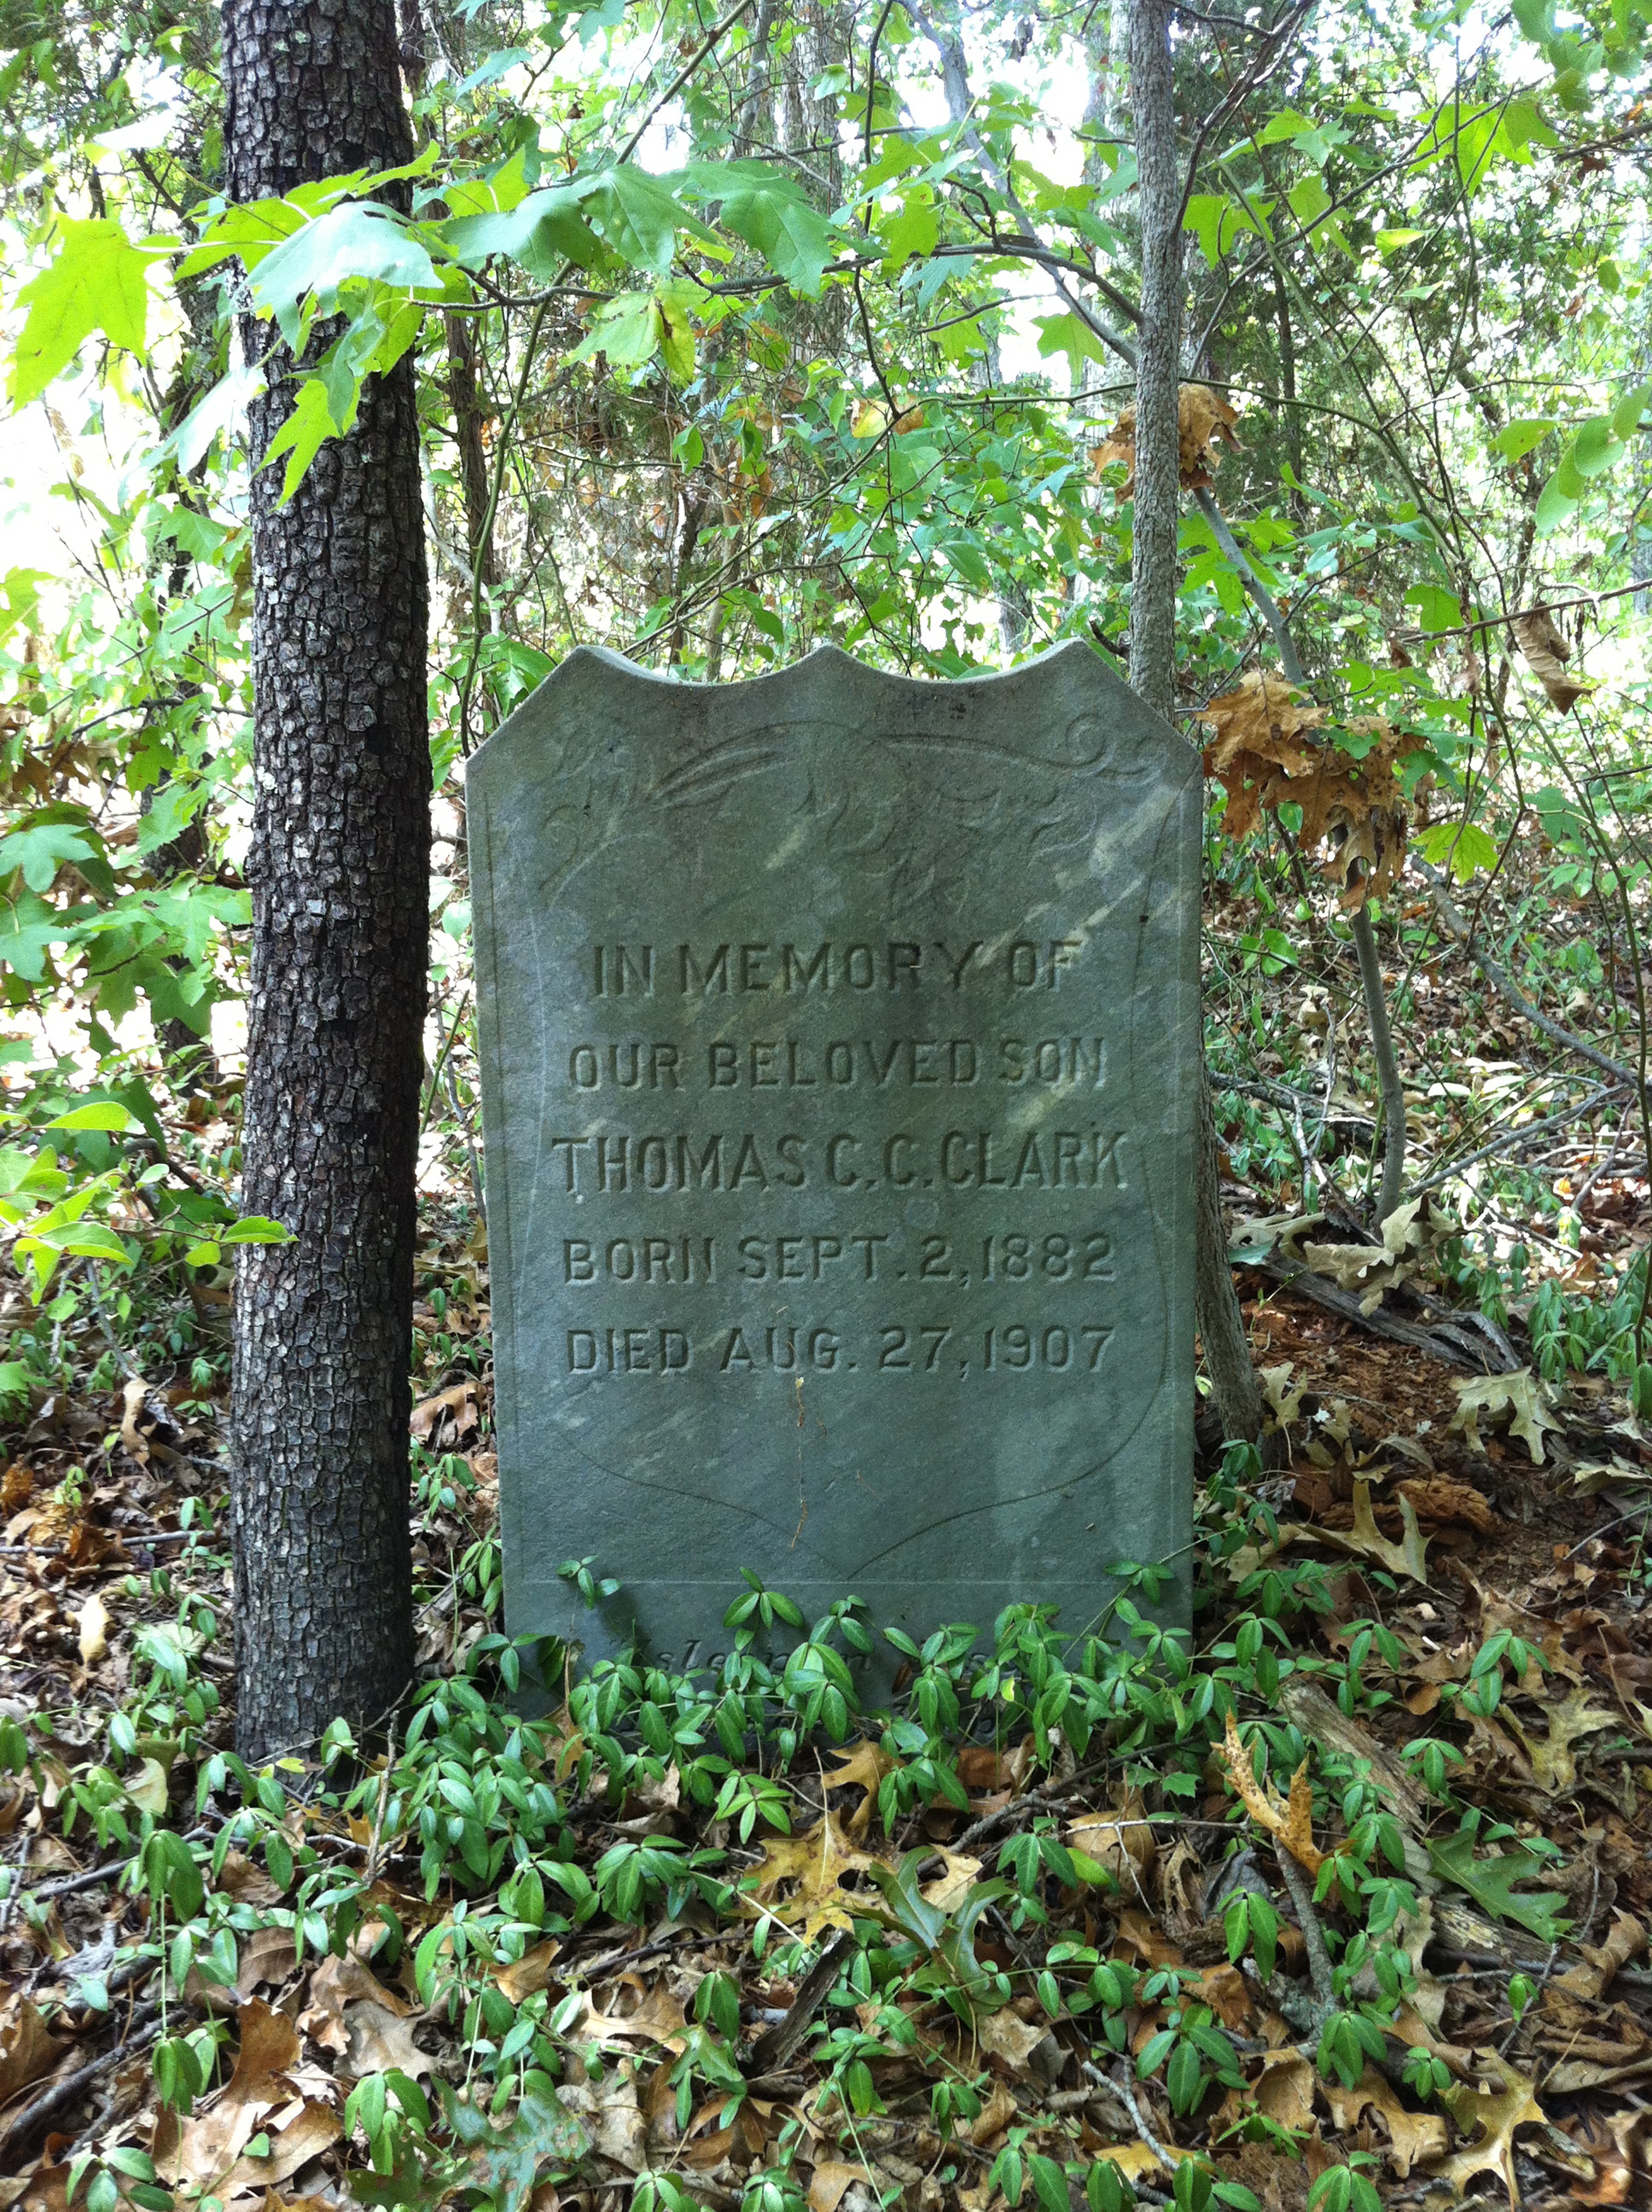 IN MEMORY OF
OUR BELOVED SON
THOMAS C. C. CLARK
BORN SEPT. 2, 1882
DIED AUG. 27, 1907